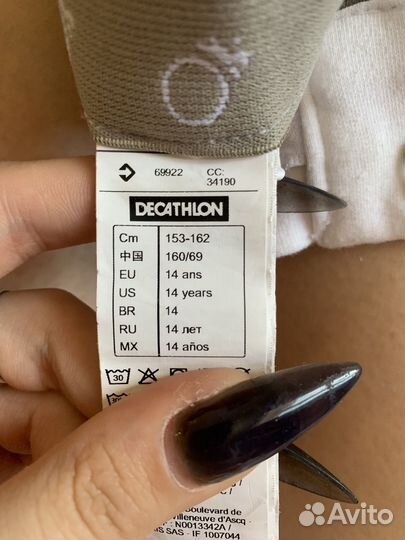 69922 CC:
34190
DECATHLON
Cm 153-162
中国 160/69
EU 14 ans
US 14 years
BR 14
RU 14 лет
MX 14 años
30
Boulevard de
Villeneuve d'Ascq
N0013342A /
SAS - IF 1007044
Avito